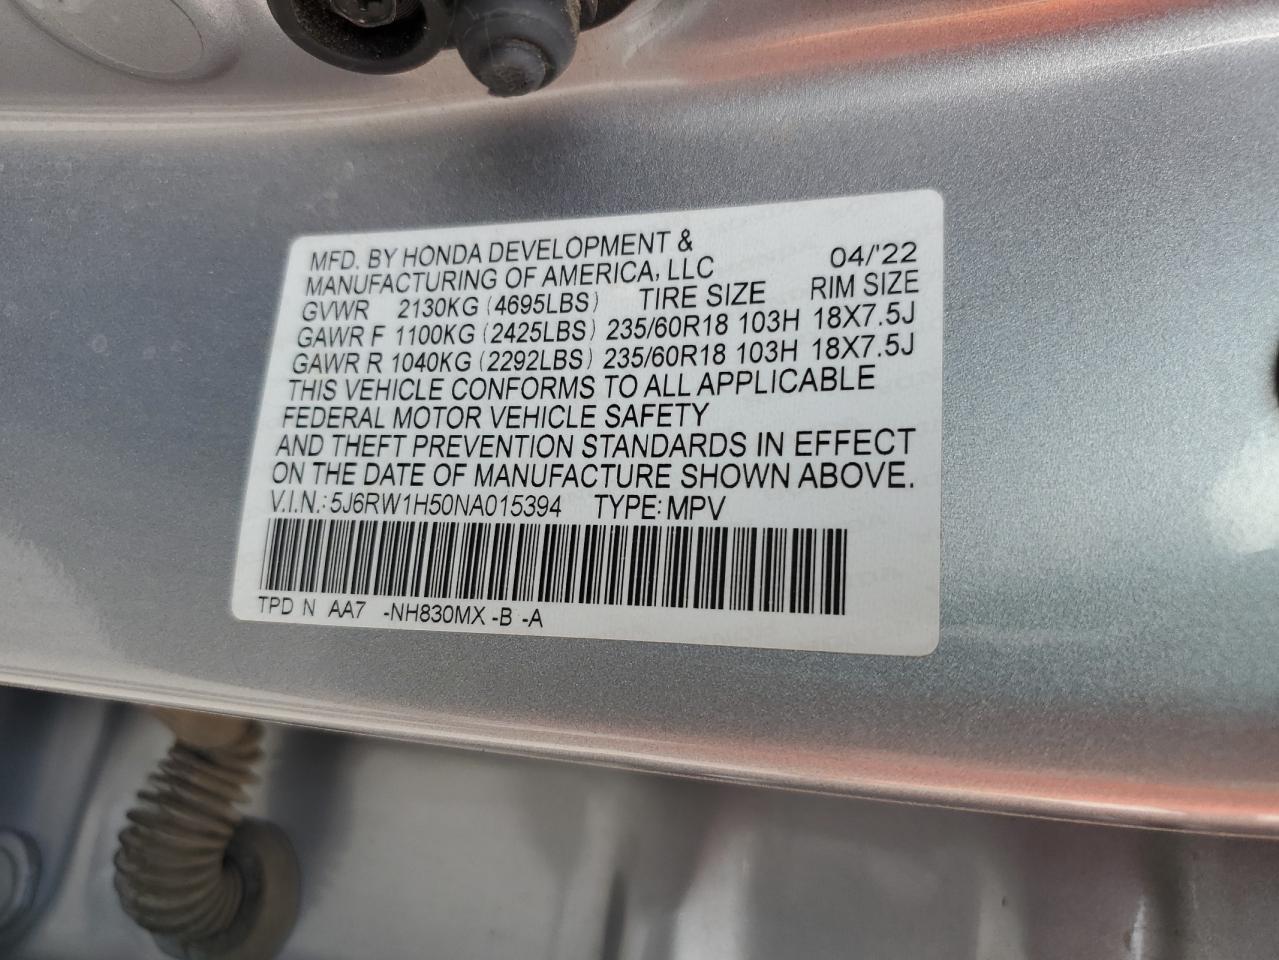 MFD. BY HONDA DEVELOPMENT &
MANUFACTURING OF AMERICA, LLC 04/'22
GVWR 2130KG (4695LBS) TIRE SIZE RIM SIZE
GAWR F 1100KG (2425LBS) 235/60R18 103H 18X7.5J
GAWR R 1040KG (2292LBS) 235/60R18 103H 18X7.5J
THIS VEHICLE CONFORMS TO ALL APPLICABLE
FEDERAL MOTOR VEHICLE SAFETY
AND THEFT PREVENTION STANDARDS IN EFFECT
ON THE DATE OF MANUFACTURE SHOWN ABOVE.
V.I.N.: 5J6RW1H50NA015394 TYPE: MPV
TPD N AA7 -NH830MX -B -A